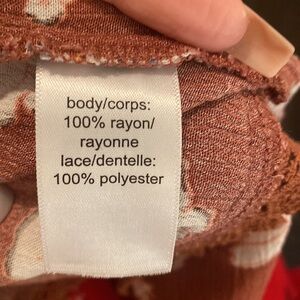 body/corps:
100% rayon/
rayonne
lace/dentelle:
100% polyester